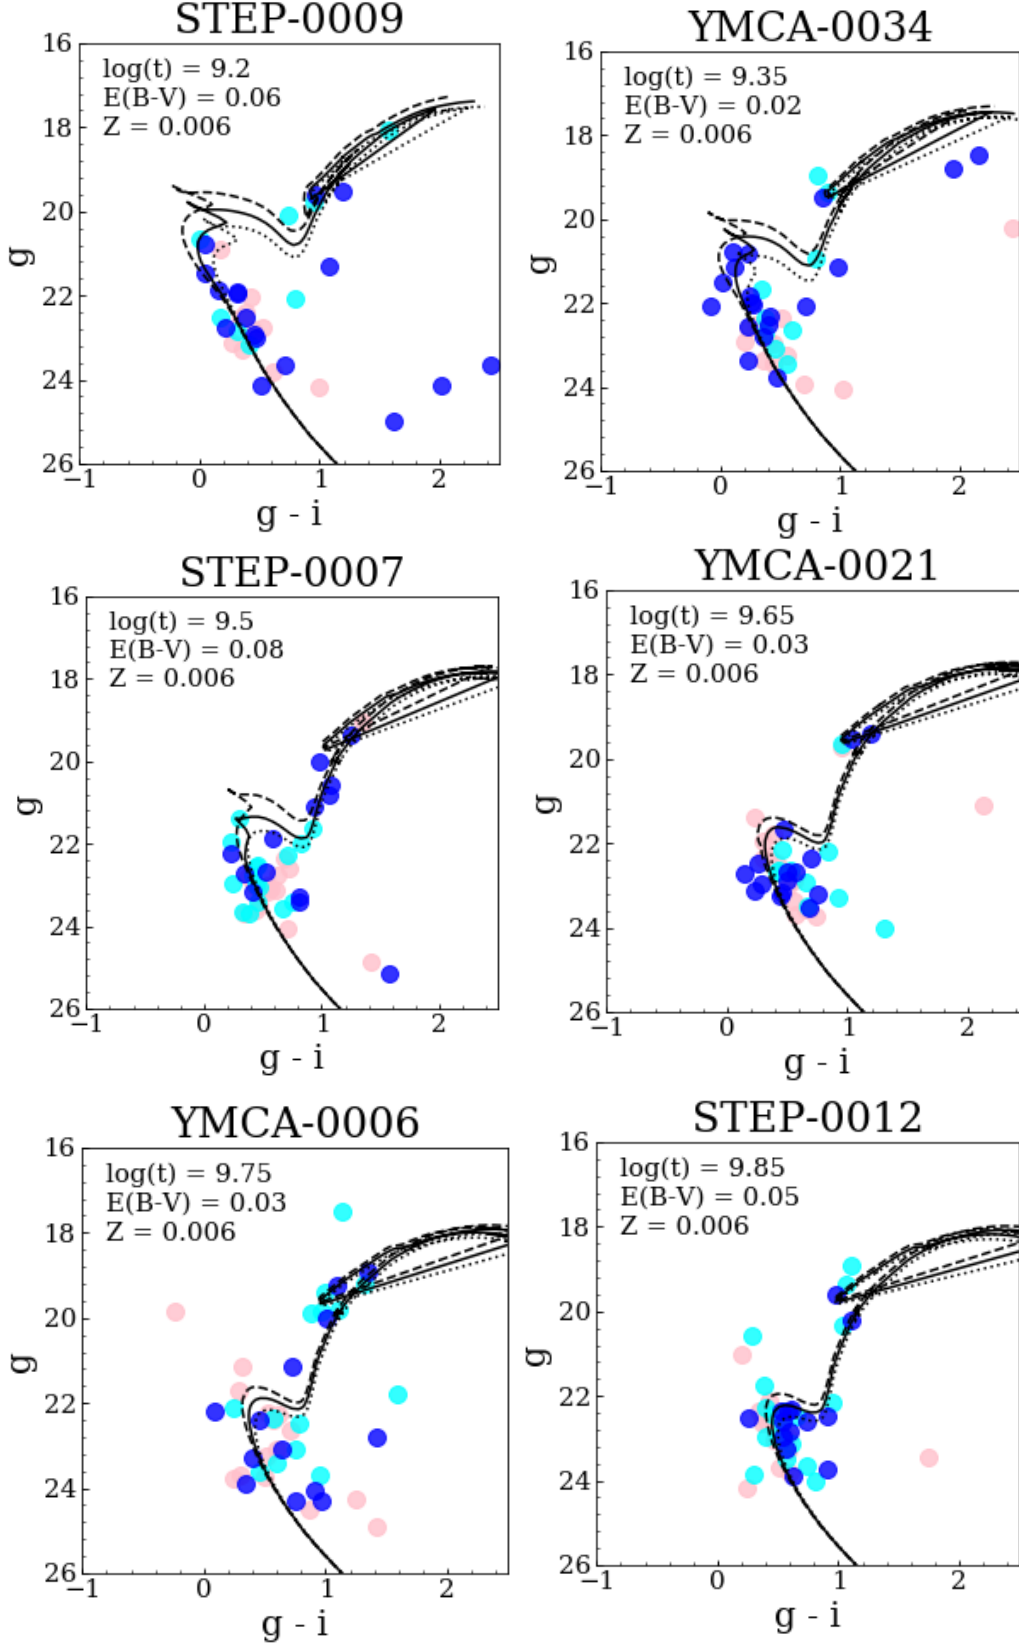 STEP-0009
16
18
20
22
24
26
g
log(t) = 9.2
E(B-V) = 0.06
Z = 0.006
−1 0 1 2
g - i
YMCA-0034
16
18
20
22
24
26
g
log(t) = 9.35
E(B-V) = 0.02
Z = 0.006
−1 0 1 2
g - i
STEP-0007
16
18
20
22
24
26
g
log(t) = 9.5
E(B-V) = 0.08
Z = 0.006
−1 0 1 2
g - i
YMCA-0021
16
18
20
22
24
26
g
log(t) = 9.65
E(B-V) = 0.03
Z = 0.006
−1 0 1 2
g - i
YMCA-0006
16
18
20
22
24
26
g
log(t) = 9.75
E(B-V) = 0.03
Z = 0.006
−1 0 1 2
g - i
STEP-0012
16
18
20
22
24
26
g
log(t) = 9.85
E(B-V) = 0.05
Z = 0.006
−1 0 1 2
g - i